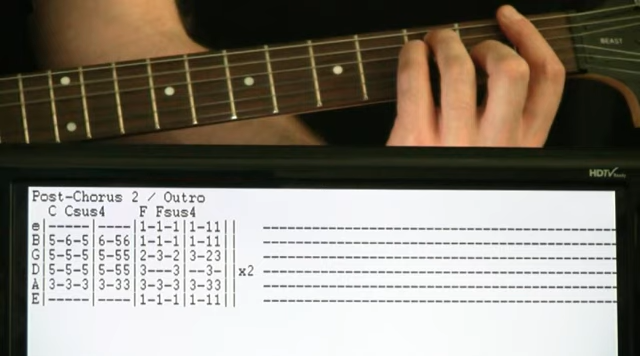 BEAST
HDTV Ready
Post-Chorus 2 / Outro
C Csus4 F Fsus4
e|-----|----|1-1-1|1-11||
B|5-6-5|6-56|1-1-1|1-11||
G|5-5-5|5-55|2-3-2|3-23||
D|5-5-5|5-55|3---3|--3-|| x2
A|3-3-3|3-33|3-3-3|3-33||
E|-----|----|1-1-1|1-11||